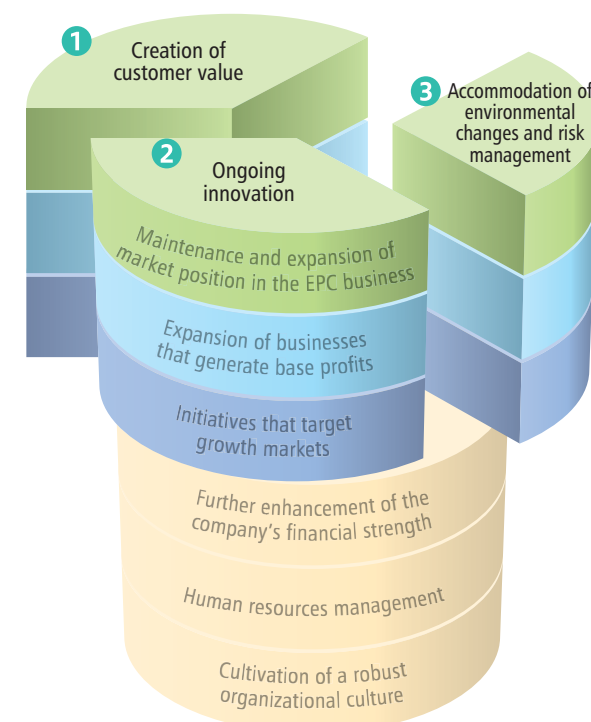 1
Creation of
customer value
2
Ongoing
innovation
3
Accommodation of
environmental
changes and risk
management
Maintenance and expansion of
market position in the EPC business
Expansion of businesses
that generate base profits
Initiatives that target
growth markets
Further enhancement of the
company's financial strength
Human resources management
Cultivation of a robust
organizational culture